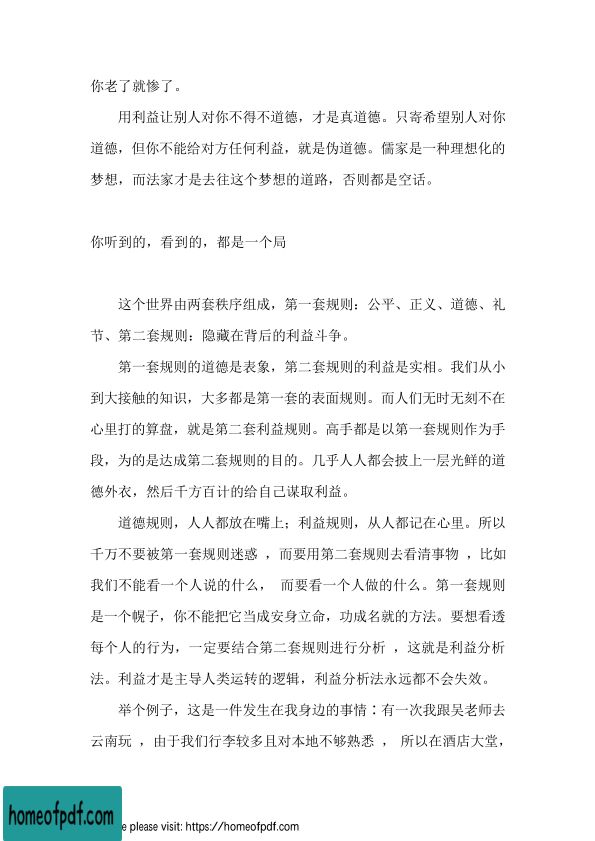 你老了就惨了。
用利益让别人对你不得不道德，才是真道德。只寄希望别人对你
道德，但你不能给对方任何利益，就是伪道德。儒家是一种理想化的
梦想，而法家才是去往这个梦想的道路，否则都是空话。
你听到的，看到的，都是一个局
这个世界由两套秩序组成，第一套规则：公平、正义、道德、礼
节、第二套规则：隐藏在背后的利益斗争。
第一套规则的道德是表象，第二套规则的利益是实相。我们从小
到大接触的知识，大多都是第一套的表面规则。而人们无时无刻不在
心里打的算盘，就是第二套利益规则。高手都是以第一套规则作为手
段，为的是达成第二套规则的目的。几乎人人都会披上一层光鲜的道
德外衣，然后千方百计的给自己谋取利益。
道德规则，人人都放在嘴上；利益规则，从人都记在心里。所以
千万不要被第一套规则迷惑 ，而要用第二套规则去看清事物 ，比如
我们不能看一个人说的什么， 而要看一个人做的什么。第一套规则
是一个幌子，你不能把它当成安身立命，功成名就的方法。要想看透
每个人的行为，一定要结合第二套规则进行分析 ，这就是利益分析
法。利益才是主导人类运转的逻辑，利益分析法永远都不会失效。
举个例子，这是一件发生在我身边的事情：有一次我跟吴老师去
云南玩 ，由于我们行李较多且对本地不够熟悉 ， 所以在酒店大堂，
homeofpdf.com
e please visit: https://homeofpdf.com